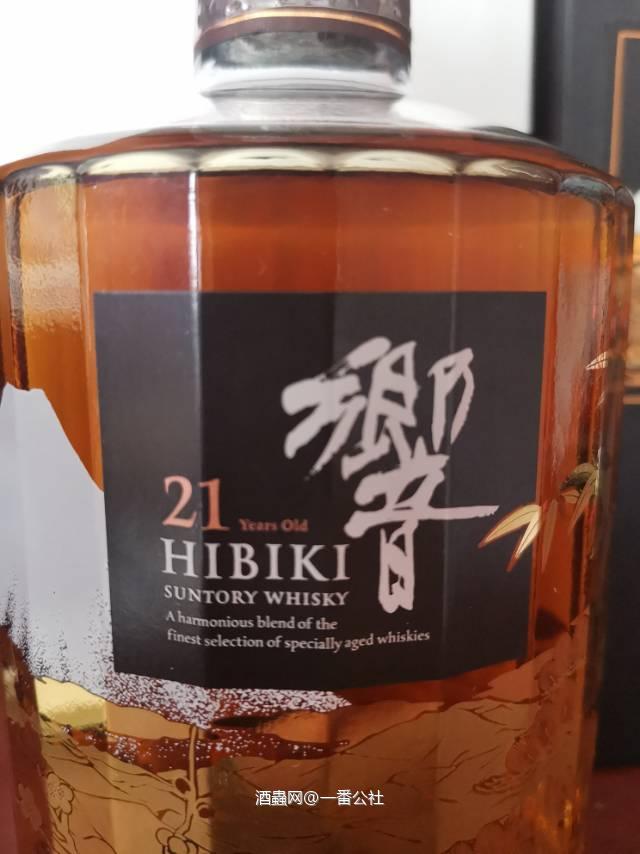 響
21 Years Old
HIBIKI
SUNTORY WHISKY
A harmonious blend of the
finest selection of specially aged whiskies
酒蟲网@一番公社